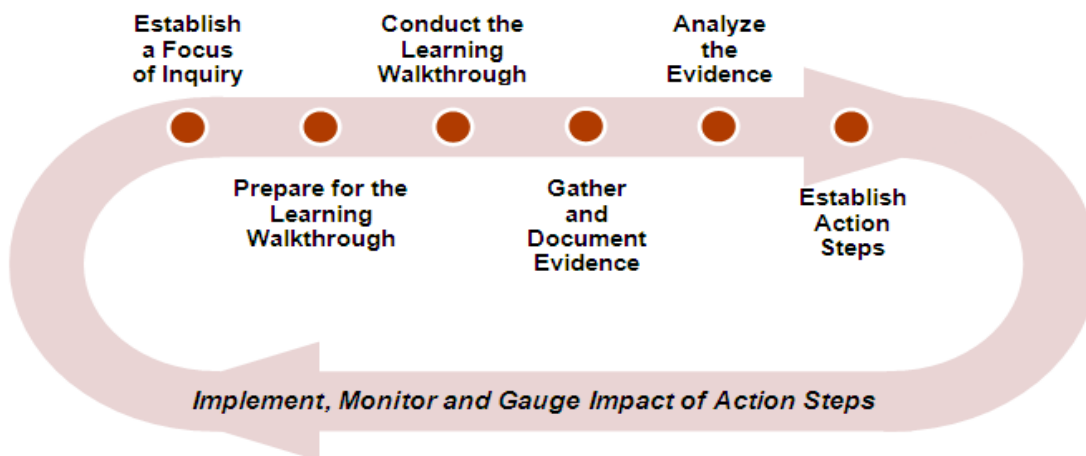 Establish
a Focus
of Inquiry
Prepare for the
Learning
Walkthrough
Conduct the
Learning
Walkthrough
Gather
and
Document
Evidence
Analyze
the
Evidence
Establish
Action
Steps
Implement, Monitor and Gauge Impact of Action Steps